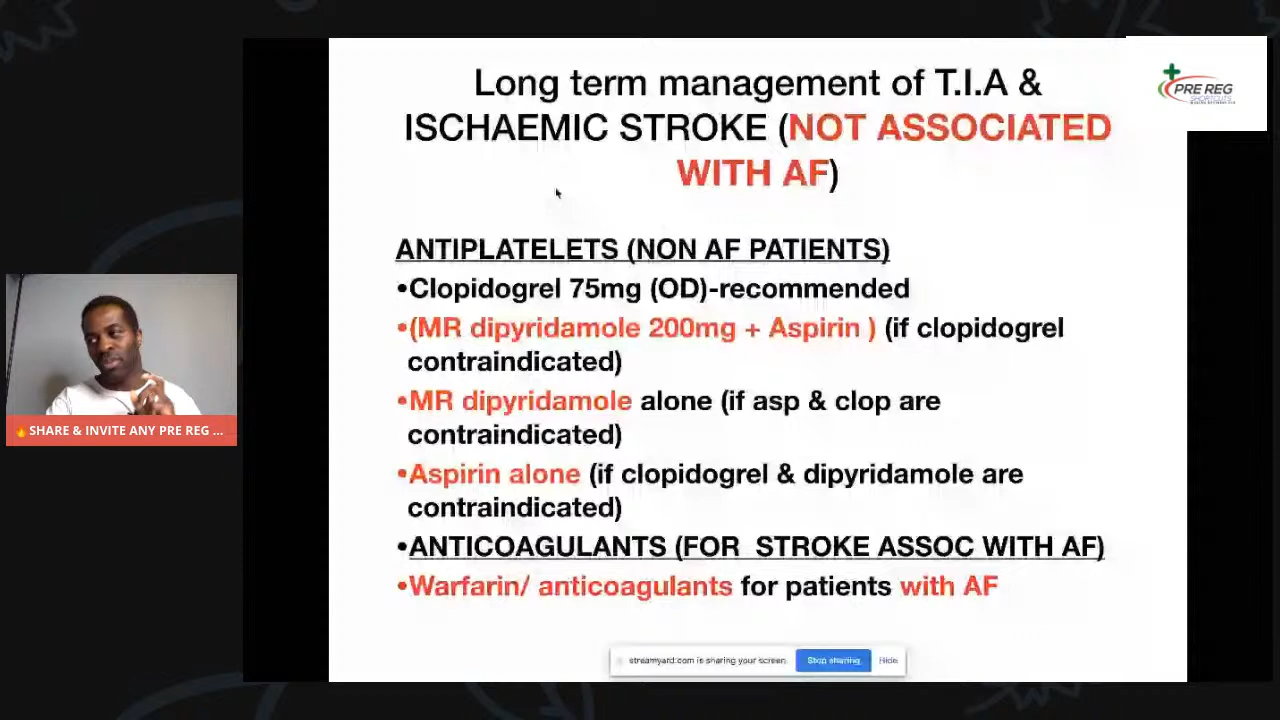 Long term management of T.I.A &
ISCHAEMIC STROKE (NOT ASSOCIATED
WITH AF)
PRE REG
SHORTCUTS
ANTIPLATELETS (NON AF PATIENTS)
•Clopidogrel 75mg (OD)-recommended
•(MR dipyridamole 200mg + Aspirin ) (if clopidogrel
contraindicated)
•MR dipyridamole alone (if asp & clop are
contraindicated)
•Aspirin alone (if clopidogrel & dipyridamole are
contraindicated)
•ANTICOAGULANTS (FOR STROKE ASSOC WITH AF)
•Warfarin/ anticoagulants for patients with AF
🔥SHARE & INVITE ANY PRE REG ...
streamyard.com is sharing your screen. Stop sharing Hide